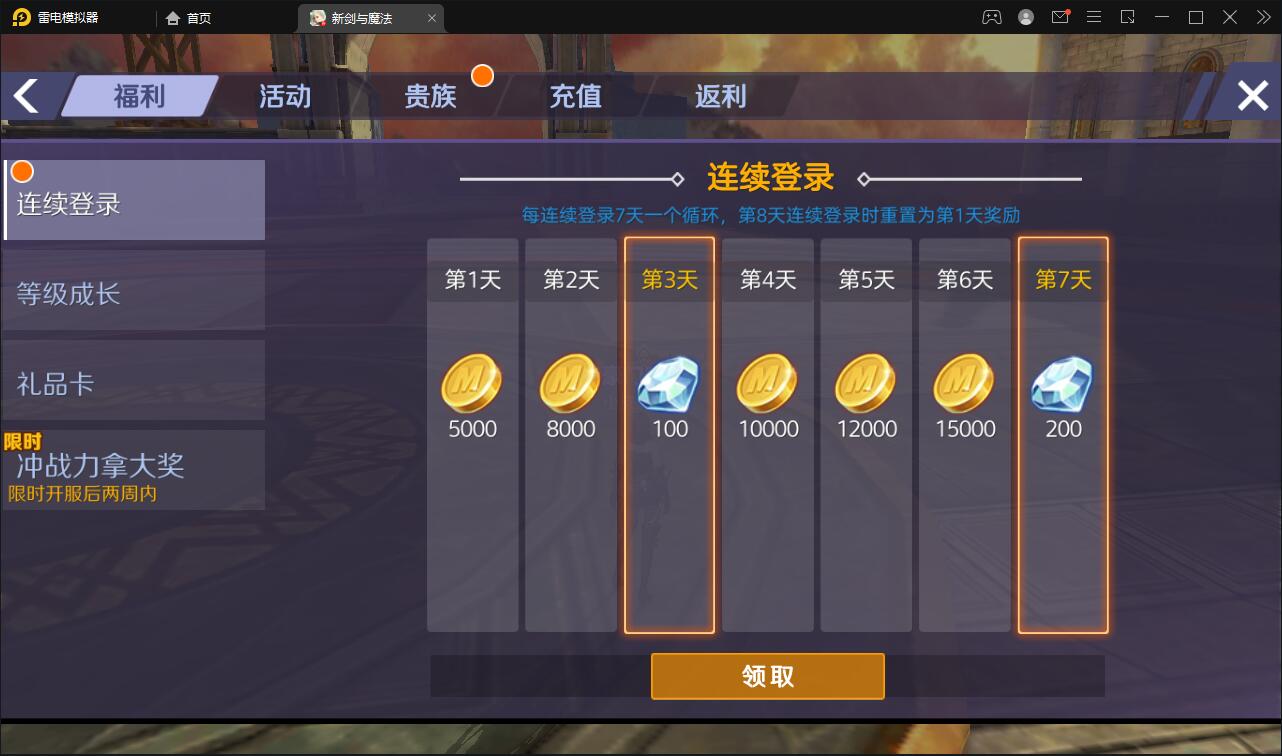 雷电模拟器
首页
新剑与魔法
福利
活动
贵族
充值
返利
连续登录
等级成长
礼品卡
限时
冲战力拿大奖
限时开服后两周内
连续登录
每连续登录7天一个循环，第8天连续登录时重置为第1天奖励
第1天 第2天 第3天 第4天 第5天 第6天 第7天
5000 8000 100 10000 12000 15000 200
领取